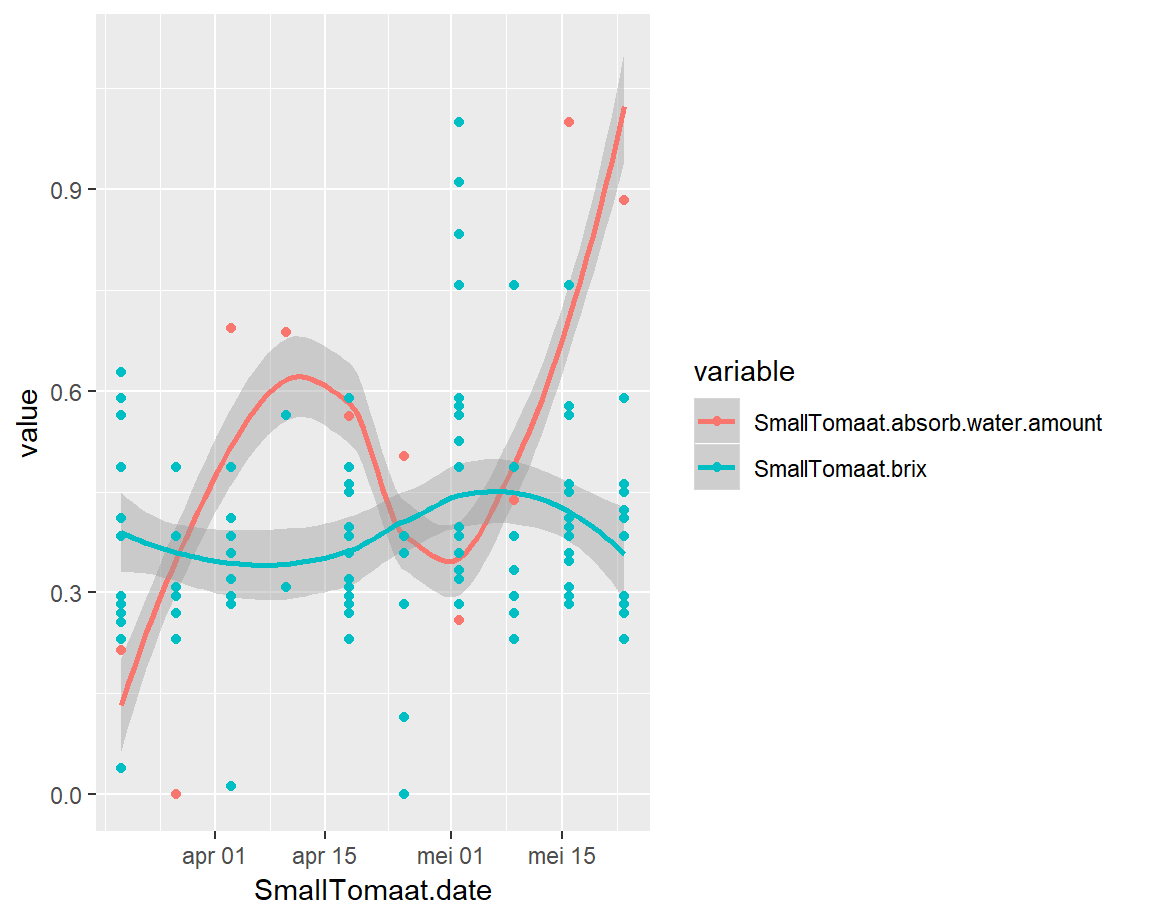 value
0.9
0.6
0.3
0.0
apr 01
apr 15
mei 01
mei 15
SmallTomaat.date
variable
SmallTomaat.absorb.water.amount
SmallTomaat.brix